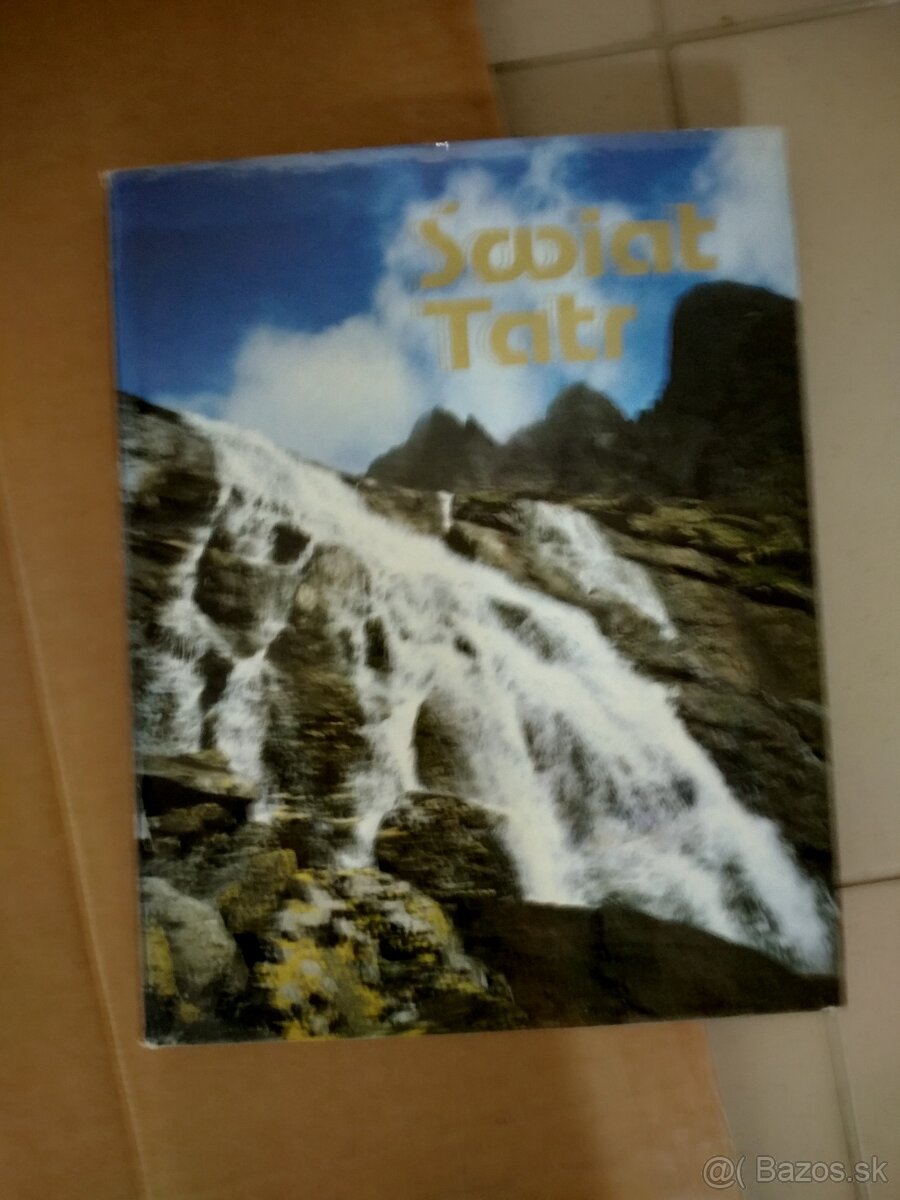 Świat
Tatr
@( Bazos.sk